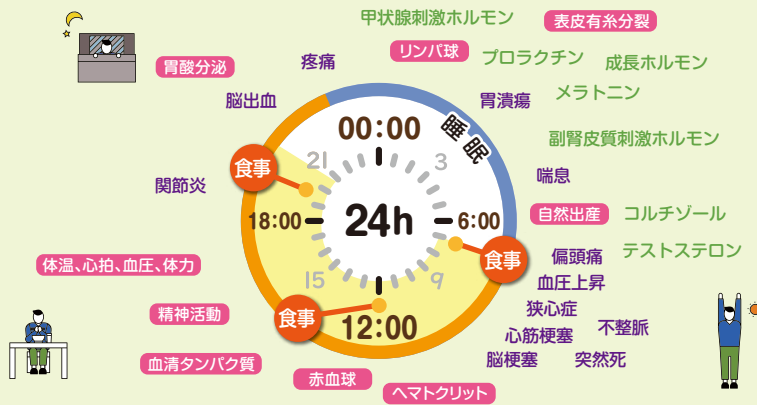 甲状腺刺激ホルモン
表皮有糸分裂
リンパ球
プロラクチン
成長ホルモン
疼痛
胃酸分泌
脳出血
胃潰瘍
メラトニン
00:00
睡眠
副腎皮質刺激ホルモン
21
3
食事
喘息
関節炎
18:00
24h
6:00
自然出産
コルチゾール
テストステロン
偏頭痛
食事
体温、心拍、血圧、体力
15
9
血圧上昇
狭心症
精神活動
食事
12:00
不整脈
心筋梗塞
脳梗塞
突然死
血清タンパク質
赤血球
ヘマトクリット